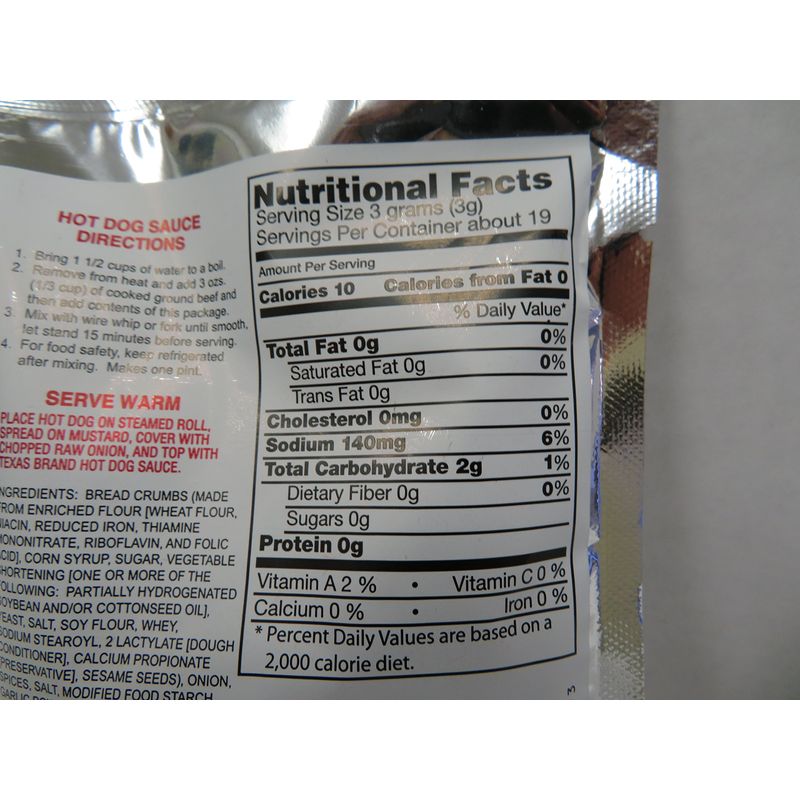 HOT DOG SAUCE
DIRECTIONS
1. Bring 1 1/2 cups of water to a boil.
2. Remove from heat and add 3 ozs.
(1/3 cup) of cooked ground beef and
then add contents of this package.
3. Mix with wire whip or fork until smooth,
let stand 15 minutes before serving.
4. For food safety, keep refrigerated
after mixing. Makes one pint.
SERVE WARM
PLACE HOT DOG ON STEAMED ROLL,
SPREAD ON MUSTARD, COVER WITH
CHOPPED RAW ONION, AND TOP WITH
TEXAS BRAND HOT DOG SAUCE.
NGREDIENTS: BREAD CRUMBS (MADE
FROM ENRICHED FLOUR [WHEAT FLOUR,
NIACIN, REDUCED IRON, THIAMINE
MONONITRATE, RIBOFLAVIN, AND FOLIC
ACID], CORN SYRUP, SUGAR, VEGETABLE
SHORTENING [ONE OR MORE OF THE
FOLLOWING: PARTIALLY HYDROGENATED
SOYBEAN AND/OR COTTONSEED OIL],
YEAST, SALT, SOY FLOUR, WHEY,
SODIUM STEAROYL, 2 LACTYLATE [DOUGH
CONDITIONER], CALCIUM PROPIONATE
[PRESERVATIVE], SESAME SEEDS), ONION,
SPICES, SALT, MODIFIED FOOD STARCH,
GARLIC
Nutritional Facts
Serving Size 3 grams (3g)
Servings Per Container about 19
Amount Per Serving
Calories 10 Calories from Fat 0
% Daily Value*
Total Fat 0g 0%
Saturated Fat 0g 0%
Trans Fat 0g
Cholesterol 0mg 0%
Sodium 140mg 6%
Total Carbohydrate 2g 1%
Dietary Fiber 0g 0%
Sugars 0g
Protein 0g
Vitamin A 2 % • Vitamin C 0 %
Calcium 0 % • Iron 0 %
* Percent Daily Values are based on a
2,000 calorie diet.
3